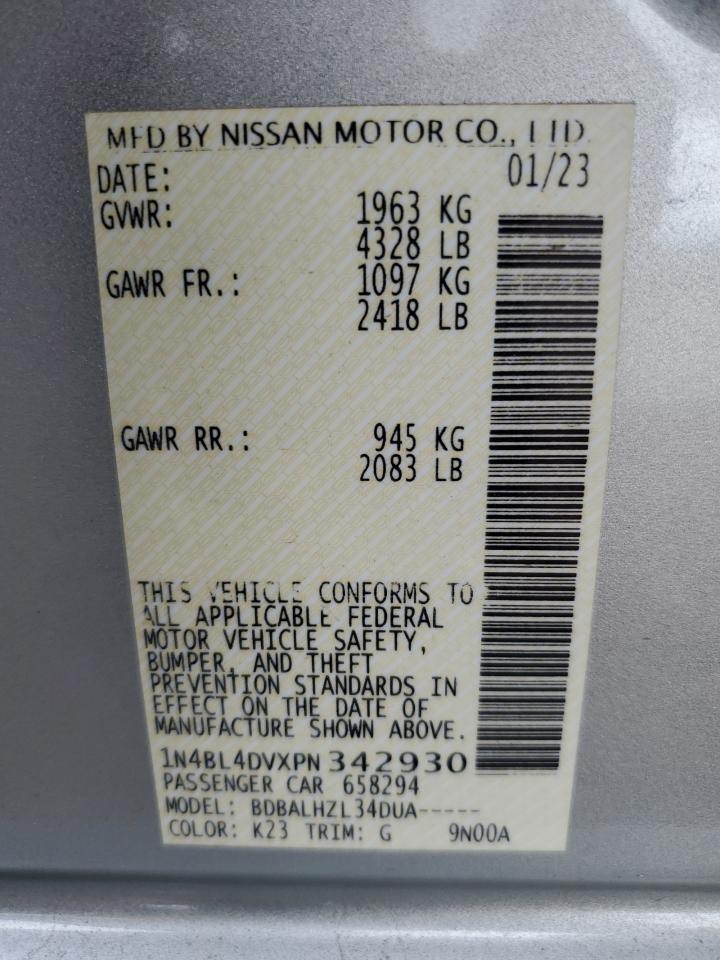 MFD BY NISSAN MOTOR CO., LTD.
DATE: 01/23
GVWR: 1963 KG
4328 LB
GAWR FR.: 1097 KG
2418 LB
GAWR RR.: 945 KG
2083 LB
THIS VEHICLE CONFORMS TO
ALL APPLICABLE FEDERAL
MOTOR VEHICLE SAFETY,
BUMPER, AND THEFT
PREVENTION STANDARDS IN
EFFECT ON THE DATE OF
MANUFACTURE SHOWN ABOVE.
1N4BL4DVXPN342930
PASSENGER CAR 658294
MODEL: BDBALHZL34DUA-----
COLOR: K23 TRIM: G 9N00A